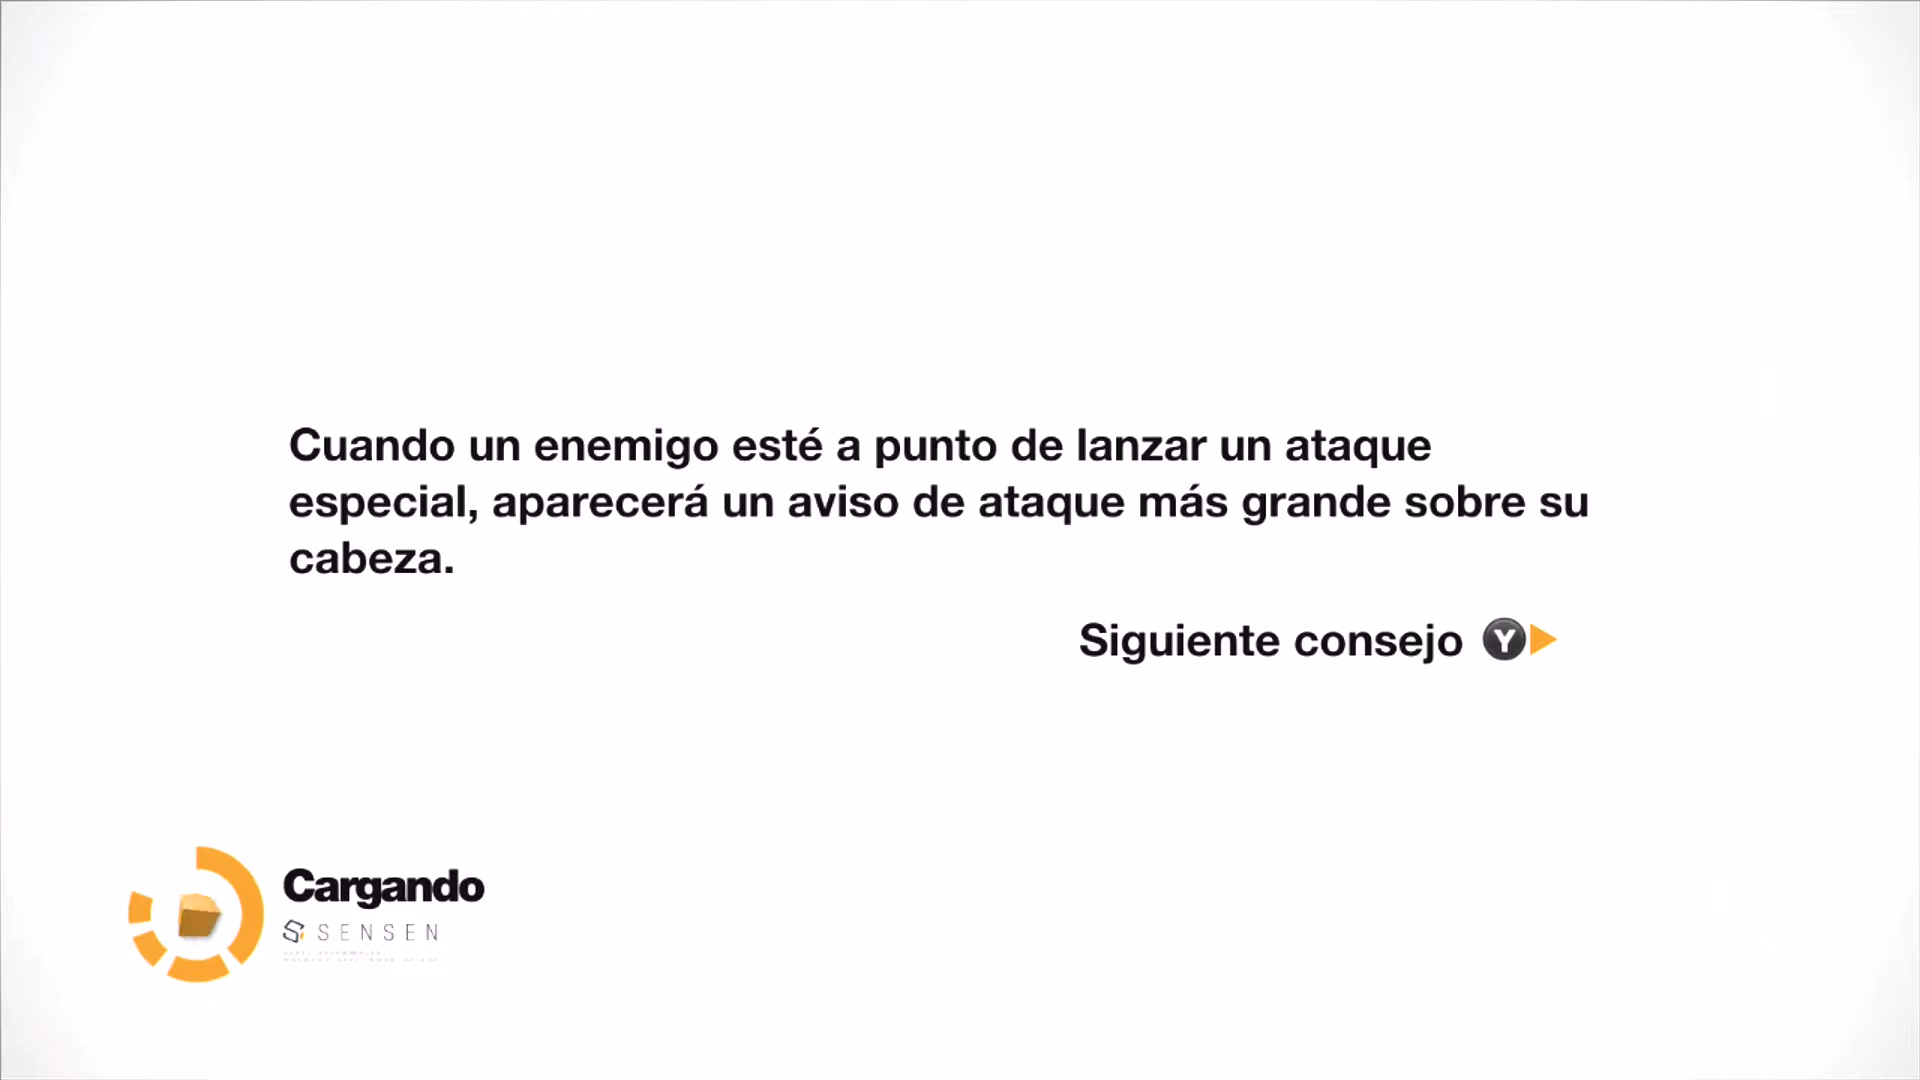 Cuando un enemigo esté a punto de lanzar un ataque
especial, aparecerá un aviso de ataque más grande sobre su
cabeza.
Siguiente consejo Y
Cargando
SENSEN